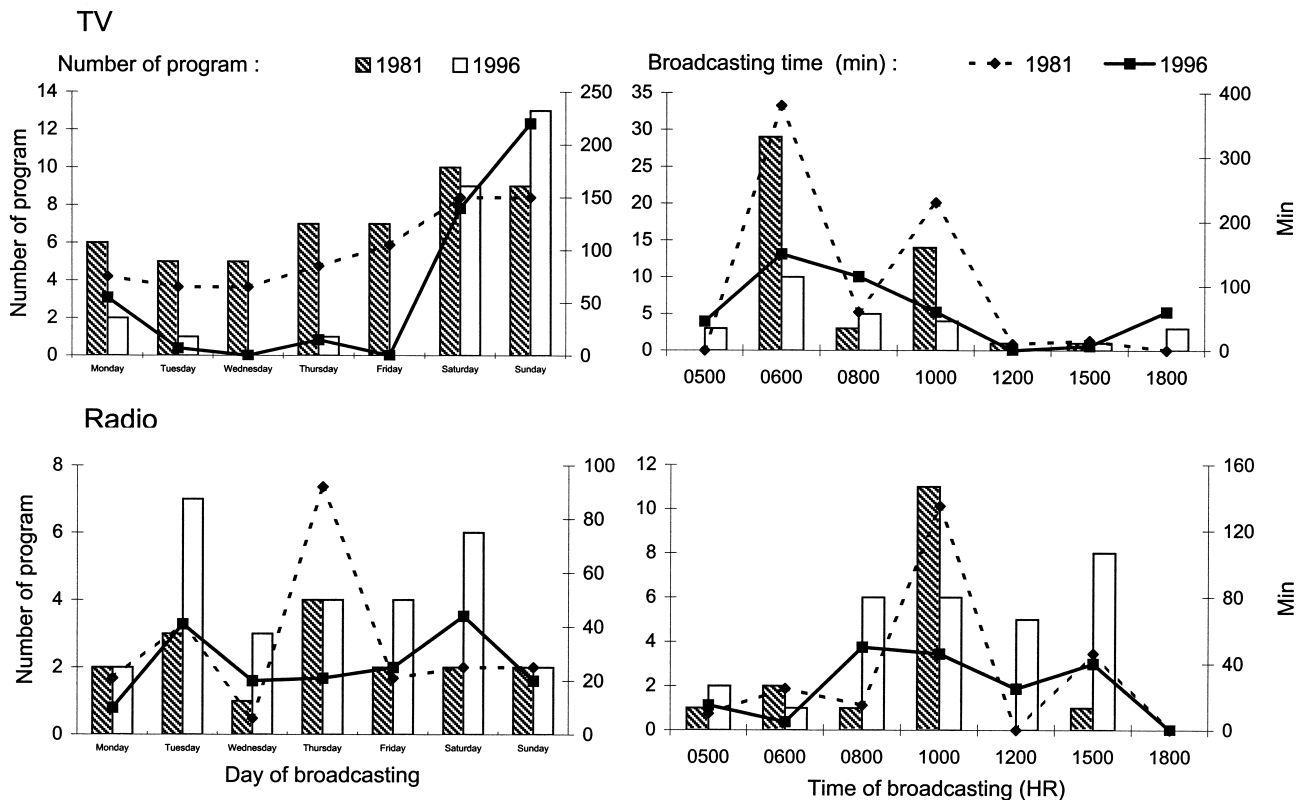 TV
Number of program : 1981 1996
Broadcasting time (min) : 1981 1996
14 250 35 400
12 200 30 300
10 150 25 200
8 100 20 100
6 50 15 0
4 0 10
2 5
0 0
Number of program
Min
Monday Tuesday Wednesday Thursday Friday Saturday Sunday
0500 0600 0800 1000 1200 1500 1800
Radio
8 100 12 160
6 80 10 120
4 60 8 80
2 40 6 40
0 20 4 0
0 2
0
Number of program
Min
Monday Tuesday Wednesday Thursday Friday Saturday Sunday
0500 0600 0800 1000 1200 1500 1800
Day of broadcasting
Time of broadcasting (HR)